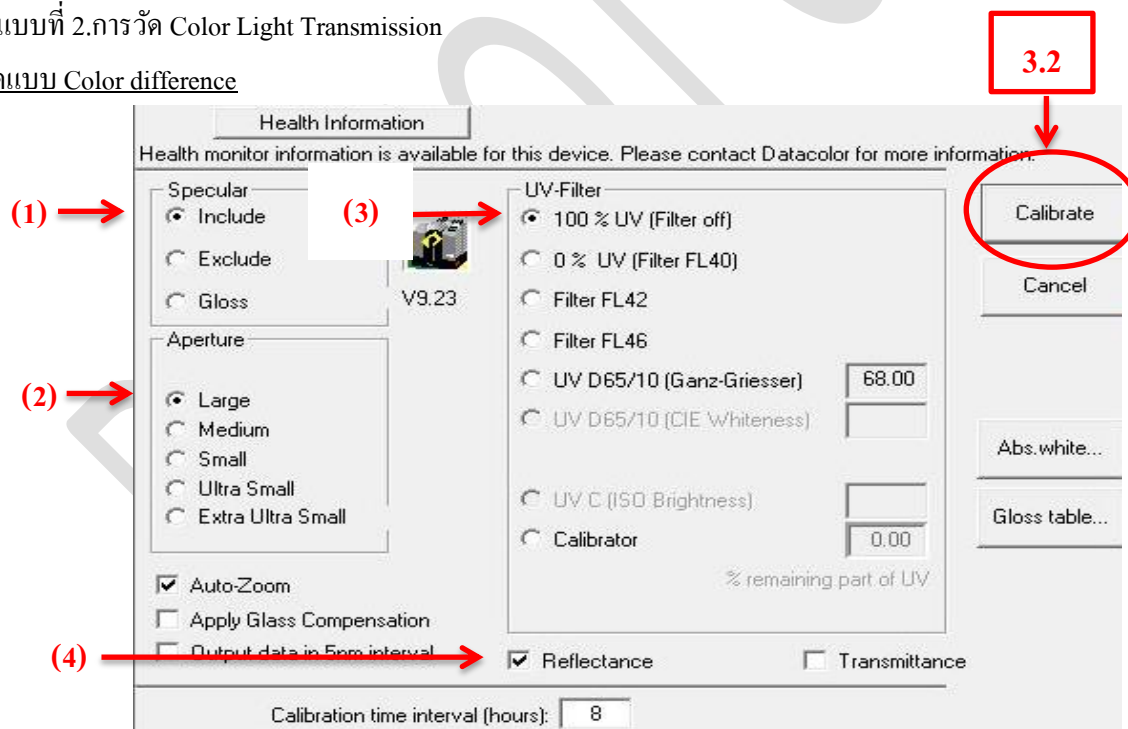 แบบที่ 2.การวัด Color Light Transmission
แบบ Color difference
3.2
Health Information
Health monitor information is available for this device. Please contact Datacolor for more information.
(1)
Specular
Include
Exclude
Gloss
V9.23
(2)
Aperture
Large
Medium
Small
Ultra Small
Extra Ultra Small
Auto-Zoom
Apply Glass Compensation
Output data in 5nm interval
(3)
UV-Filter
100 % UV (Filter off)
0 % UV (Filter FL40)
Filter FL42
Filter FL46
UV D65/10 (Ganz-Griesser) 68.00
UV D65/10 (CIE Whiteness)
UV C (ISO Brightness)
Calibrator 0.00
% remaining part of UV
(4)
Reflectance
Transmittance
Calibrate
Cancel
Abs.white...
Gloss table...
Calibration time interval (hours): 8